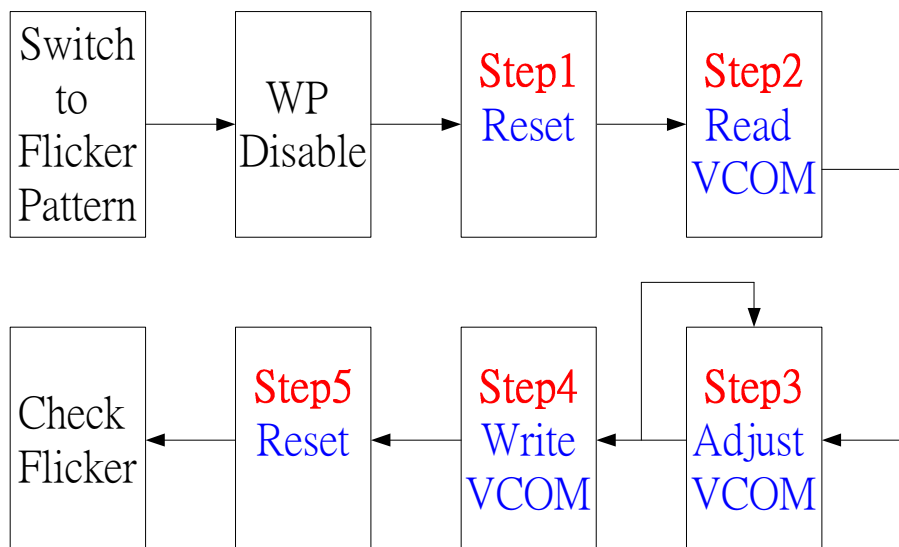 Switch
to
Flicker
Pattern
WP
Disable
Step1
Reset
Step2
Read
VCOM
Step3
Adjust
VCOM
Step4
Write
VCOM
Step5
Reset
Check
Flicker